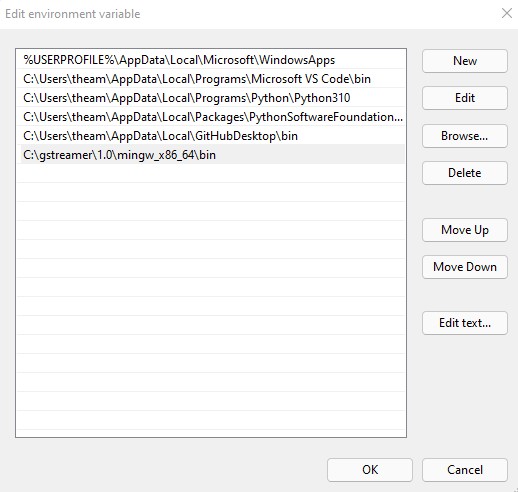 Edit environment variable
%USERPROFILE%\AppData\Local\Microsoft\WindowsApps
C:\Users\theam\AppData\Local\Programs\Microsoft VS Code\bin
C:\Users\theam\AppData\Local\Programs\Python\Python310
C:\Users\theam\AppData\Local\Packages\PythonSoftwareFoundation...
C:\Users\theam\AppData\Local\GitHubDesktop\bin
C:\gstreamer\1.0\mingw_x86_64\bin
New
Edit
Browse...
Delete
Move Up
Move Down
Edit text...
OK
Cancel